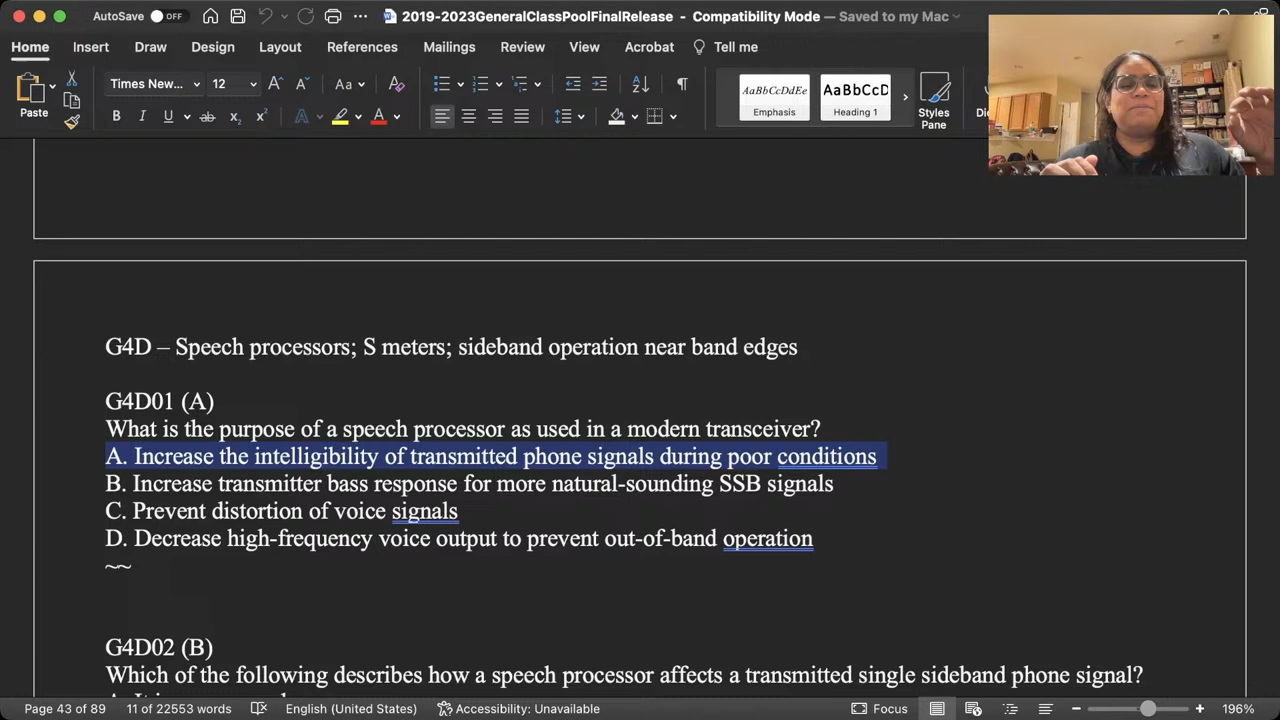 AutoSave OFF 2019-2023GeneralClassPoolFinalRelease - Compatibility Mode — Saved to my Mac
Home Insert Draw Design Layout References Mailings Review View Acrobat Tell me
Paste Times New... 12 Aa AaBbCcDdEe Emphasis AaBbCcD Heading 1 Styles Pane
G4D – Speech processors; S meters; sideband operation near band edges
G4D01 (A)
What is the purpose of a speech processor as used in a modern transceiver?
A. Increase the intelligibility of transmitted phone signals during poor conditions
B. Increase transmitter bass response for more natural-sounding SSB signals
C. Prevent distortion of voice signals
D. Decrease high-frequency voice output to prevent out-of-band operation
~~
G4D02 (B)
Which of the following describes how a speech processor affects a transmitted single sideband phone signal?
Page 43 of 89 11 of 22553 words English (United States) Accessibility: Unavailable Focus 196%